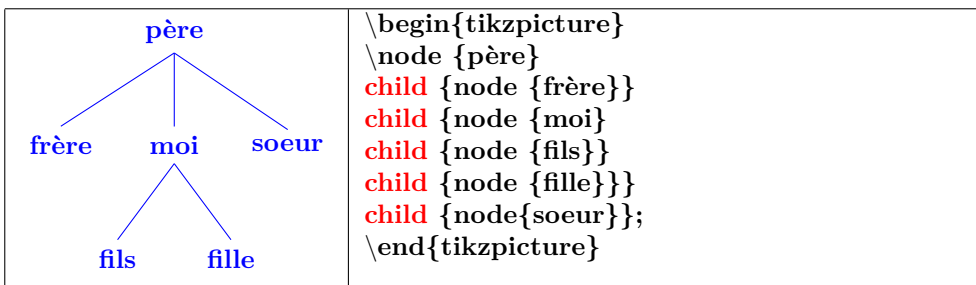 père
frère moi soeur
fils fille
\begin{tikzpicture}
\node {père}
child {node {frère}}
child {node {moi}
child {node {fils}}
child {node {fille}}}
child {node{soeur}};
\end{tikzpicture}